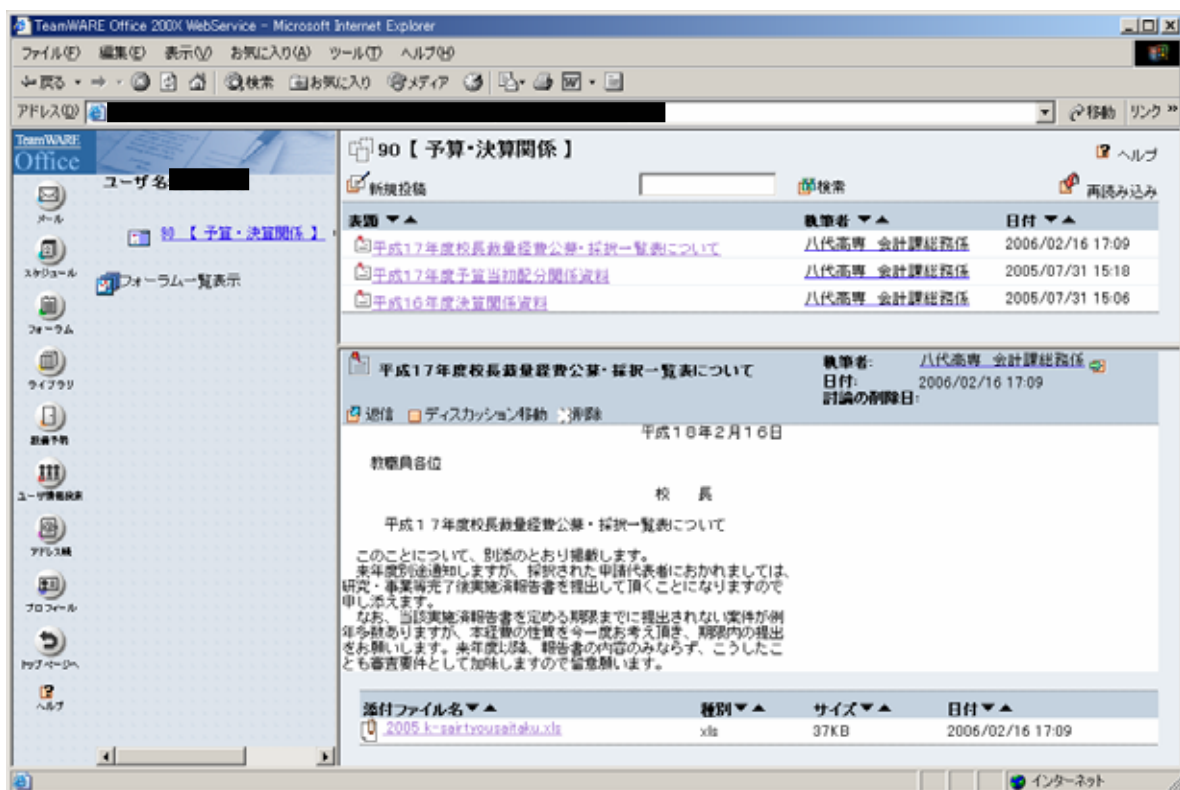 TeamWARE Office 200X WebService - Microsoft Internet Explorer
ファイル(F) 編集(E) 表示(V) お気に入り(A) ツール(T) ヘルプ(H)
戻る 検索 お気に入り メディア
アドレス(D) 移動 リンク »
TeamWARE
Office
ユーザ名:
90 【 予算・決算関係 】
フォーラム一覧表示
メール
スケジュール
フォーラム
ライブラリ
設備予約
ユーザ情報検索
アドレス帳
プロフィール
トップページへ
ヘルプ
90【 予算・決算関係 】 ヘルプ
新規投稿 検索 再読み込み
表題 ▼▲ 執筆者 ▼▲ 日付 ▼▲
平成17年度校長裁量経費公募・採択一覧表について 八代高専 会計課総務係 2006/02/16 17:09
平成17年度予算当初配分関係資料 八代高専 会計課総務係 2005/07/31 15:18
平成16年度決算関係資料 八代高専 会計課総務係 2005/07/31 15:06
平成17年度校長裁量経費公募・採択一覧表について 執筆者: 八代高専 会計課総務係
日付: 2006/02/16 17:09
討論の削除日:
返信 ディスカッション移動 削除
平成18年2月16日
教職員各位
校 長
平成17年度校長裁量経費公募・採択一覧表について
このことについて、別添のとおり掲載します。
来年度別途通知しますが、採択された申請代表者におかれましては、
研究・事業等完了後実施済報告書を提出して頂くことになりますので
申し添えます。
なお、当該実施済報告書を定める期限までに提出されない案件が例
年多数ありますが、本経費の性質を今一度お考え頂き、期限内の提出
をお願いします。来年度以降、報告書の内容のみならず、こうしたこ
とも審査要件として加味しますので留意願います。
添付ファイル名▼▲ 種別▼▲ サイズ▼▲ 日付▼▲
2005 k-sairtyousaitaku.xls xls 37KB 2006/02/16 17:09
インターネット